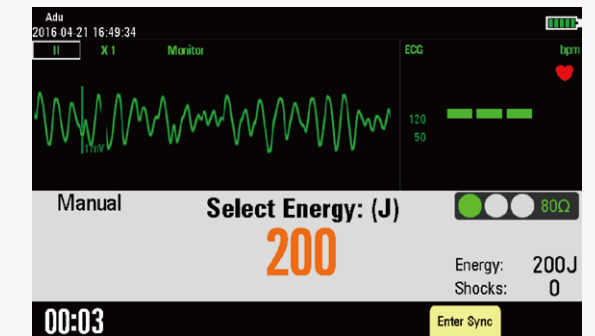 Adu
2016-04-21 16:49:34
II X 1 Monitor ECG bpm
120
50
1mV
Manual Select Energy: (J) 80Ω
200
Energy: 200J
Shocks: 0
00:03 Enter Sync